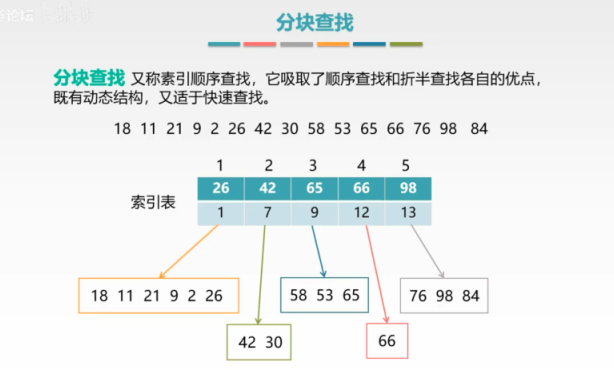 论坛
分块查找
分块查找 又称索引顺序查找，它吸取了顺序查找和折半查找各自的优点，
既有动态结构，又适于快速查找。
18 11 21 9 2 26 42 30 58 53 65 66 76 98 84
1 2 3 4 5
索引表
26 42 65 66 98
1 7 9 12 13
18 11 21 9 2 26
58 53 65
76 98 84
42 30
66